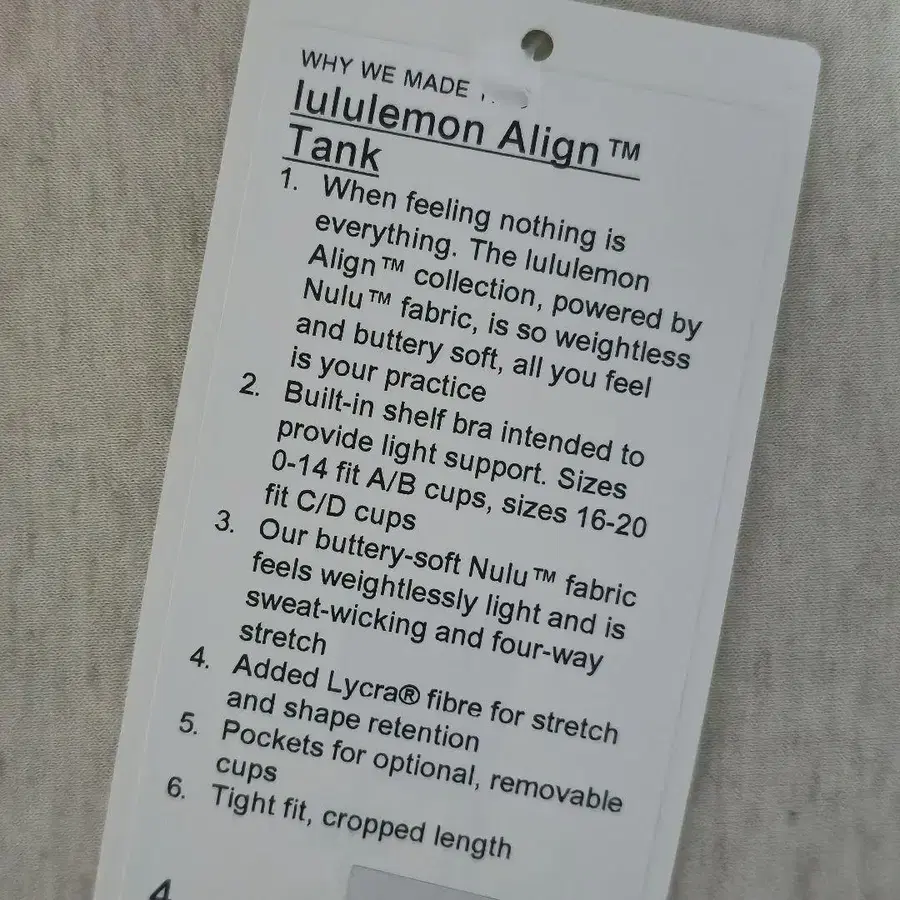 WHY WE MADE
lululemon Align™
Tank
1. When feeling nothing is
everything. The lululemon
Align™ collection, powered by
Nulu™ fabric, is so weightless
and buttery soft, all you feel
is your practice
2. Built-in shelf bra intended to
provide light support. Sizes
0-14 fit A/B cups, sizes 16-20
fit C/D cups
3. Our buttery-soft Nulu™ fabric
feels weightlessly light and is
sweat-wicking and four-way
stretch
4. Added Lycra® fibre for stretch
and shape retention
5. Pockets for optional, removable
cups
6. Tight fit, cropped length
4